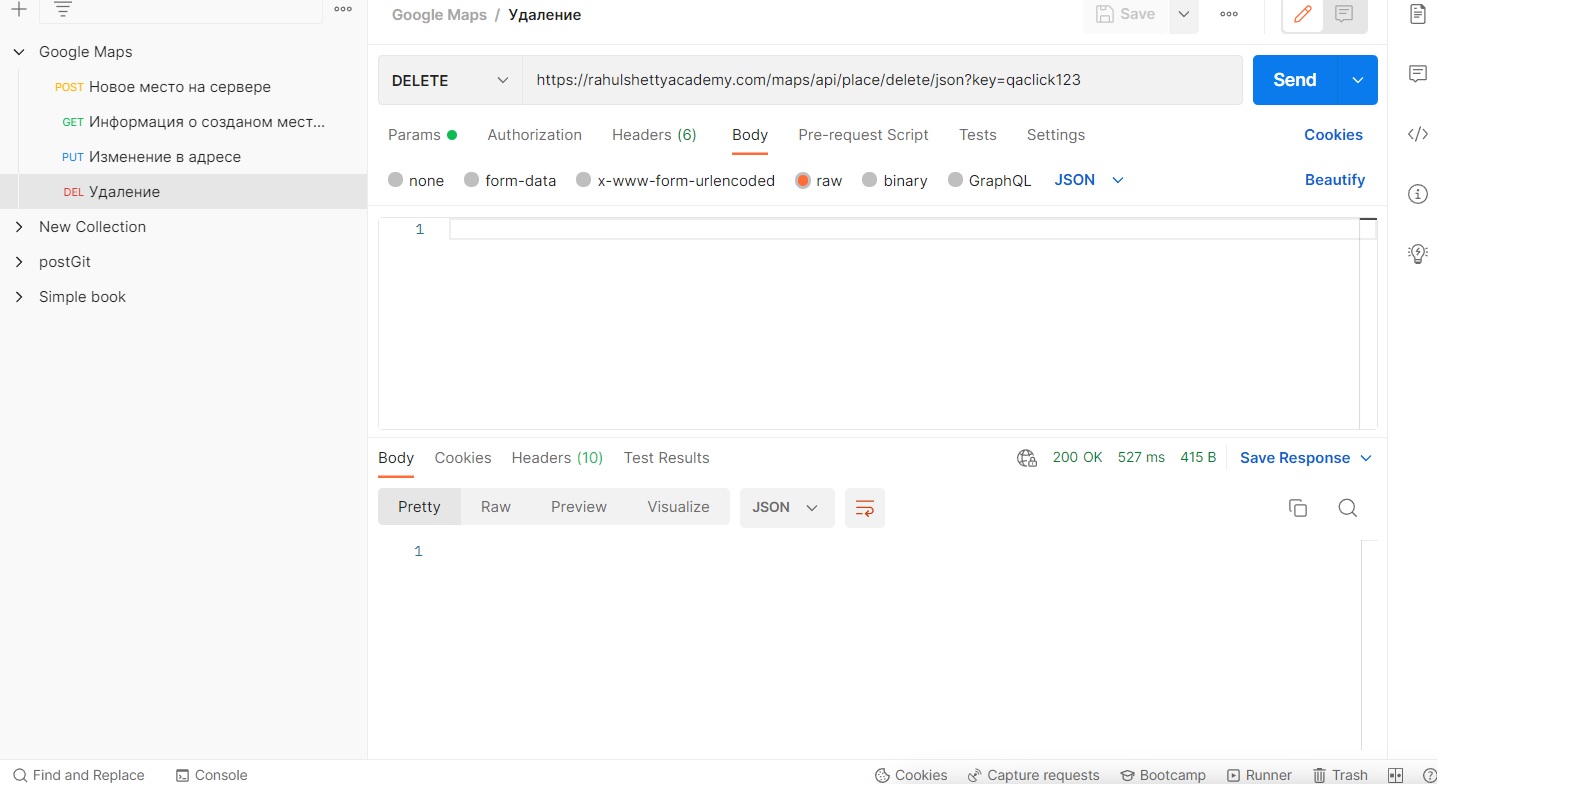 Google Maps / Удаление
Save
Google Maps
POST Новое место на сервере
GET Информация о созданом мест...
PUT Изменение в адресе
DEL Удаление
New Collection
postGit
Simple book
DELETE
https://rahulshettyacademy.com/maps/api/place/delete/json?key=qaclick123
Send
Params Authorization Headers (6) Body Pre-request Script Tests Settings Cookies
none form-data x-www-form-urlencoded raw binary GraphQL JSON Beautify
1
Body Cookies Headers (10) Test Results 200 OK 527 ms 415 B Save Response
Pretty Raw Preview Visualize JSON
1
Find and Replace Console Cookies Capture requests Bootcamp Runner Trash